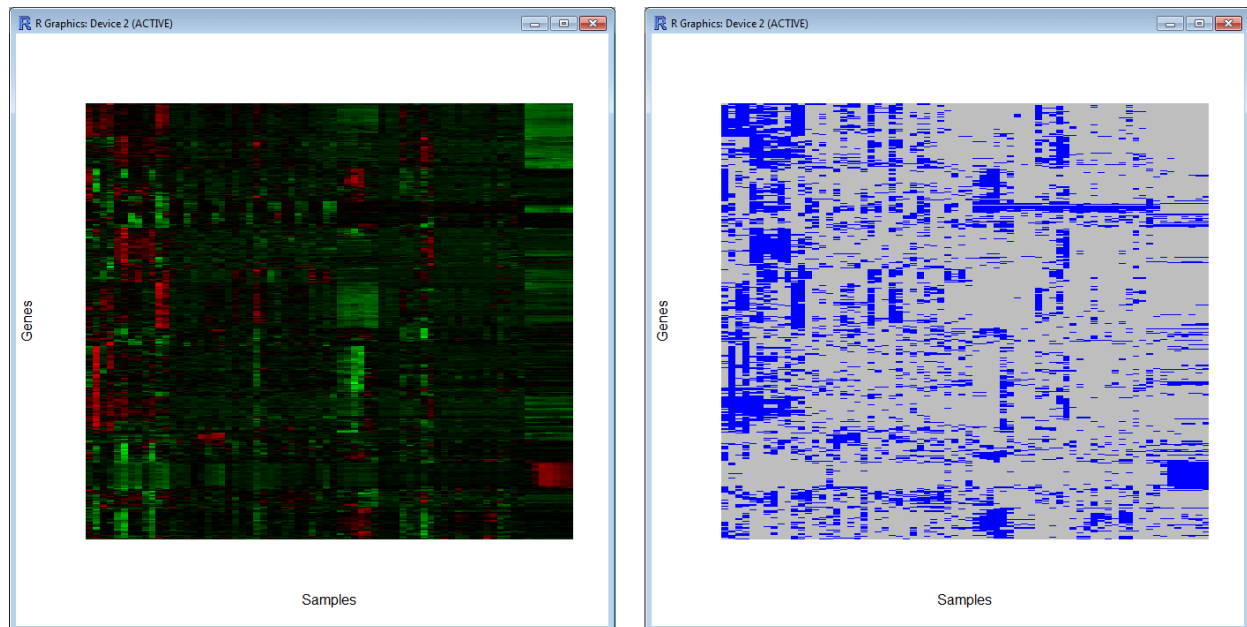 R Graphics: Device 2 (ACTIVE)
Genes
Samples
R Graphics: Device 2 (ACTIVE)
Genes
Samples